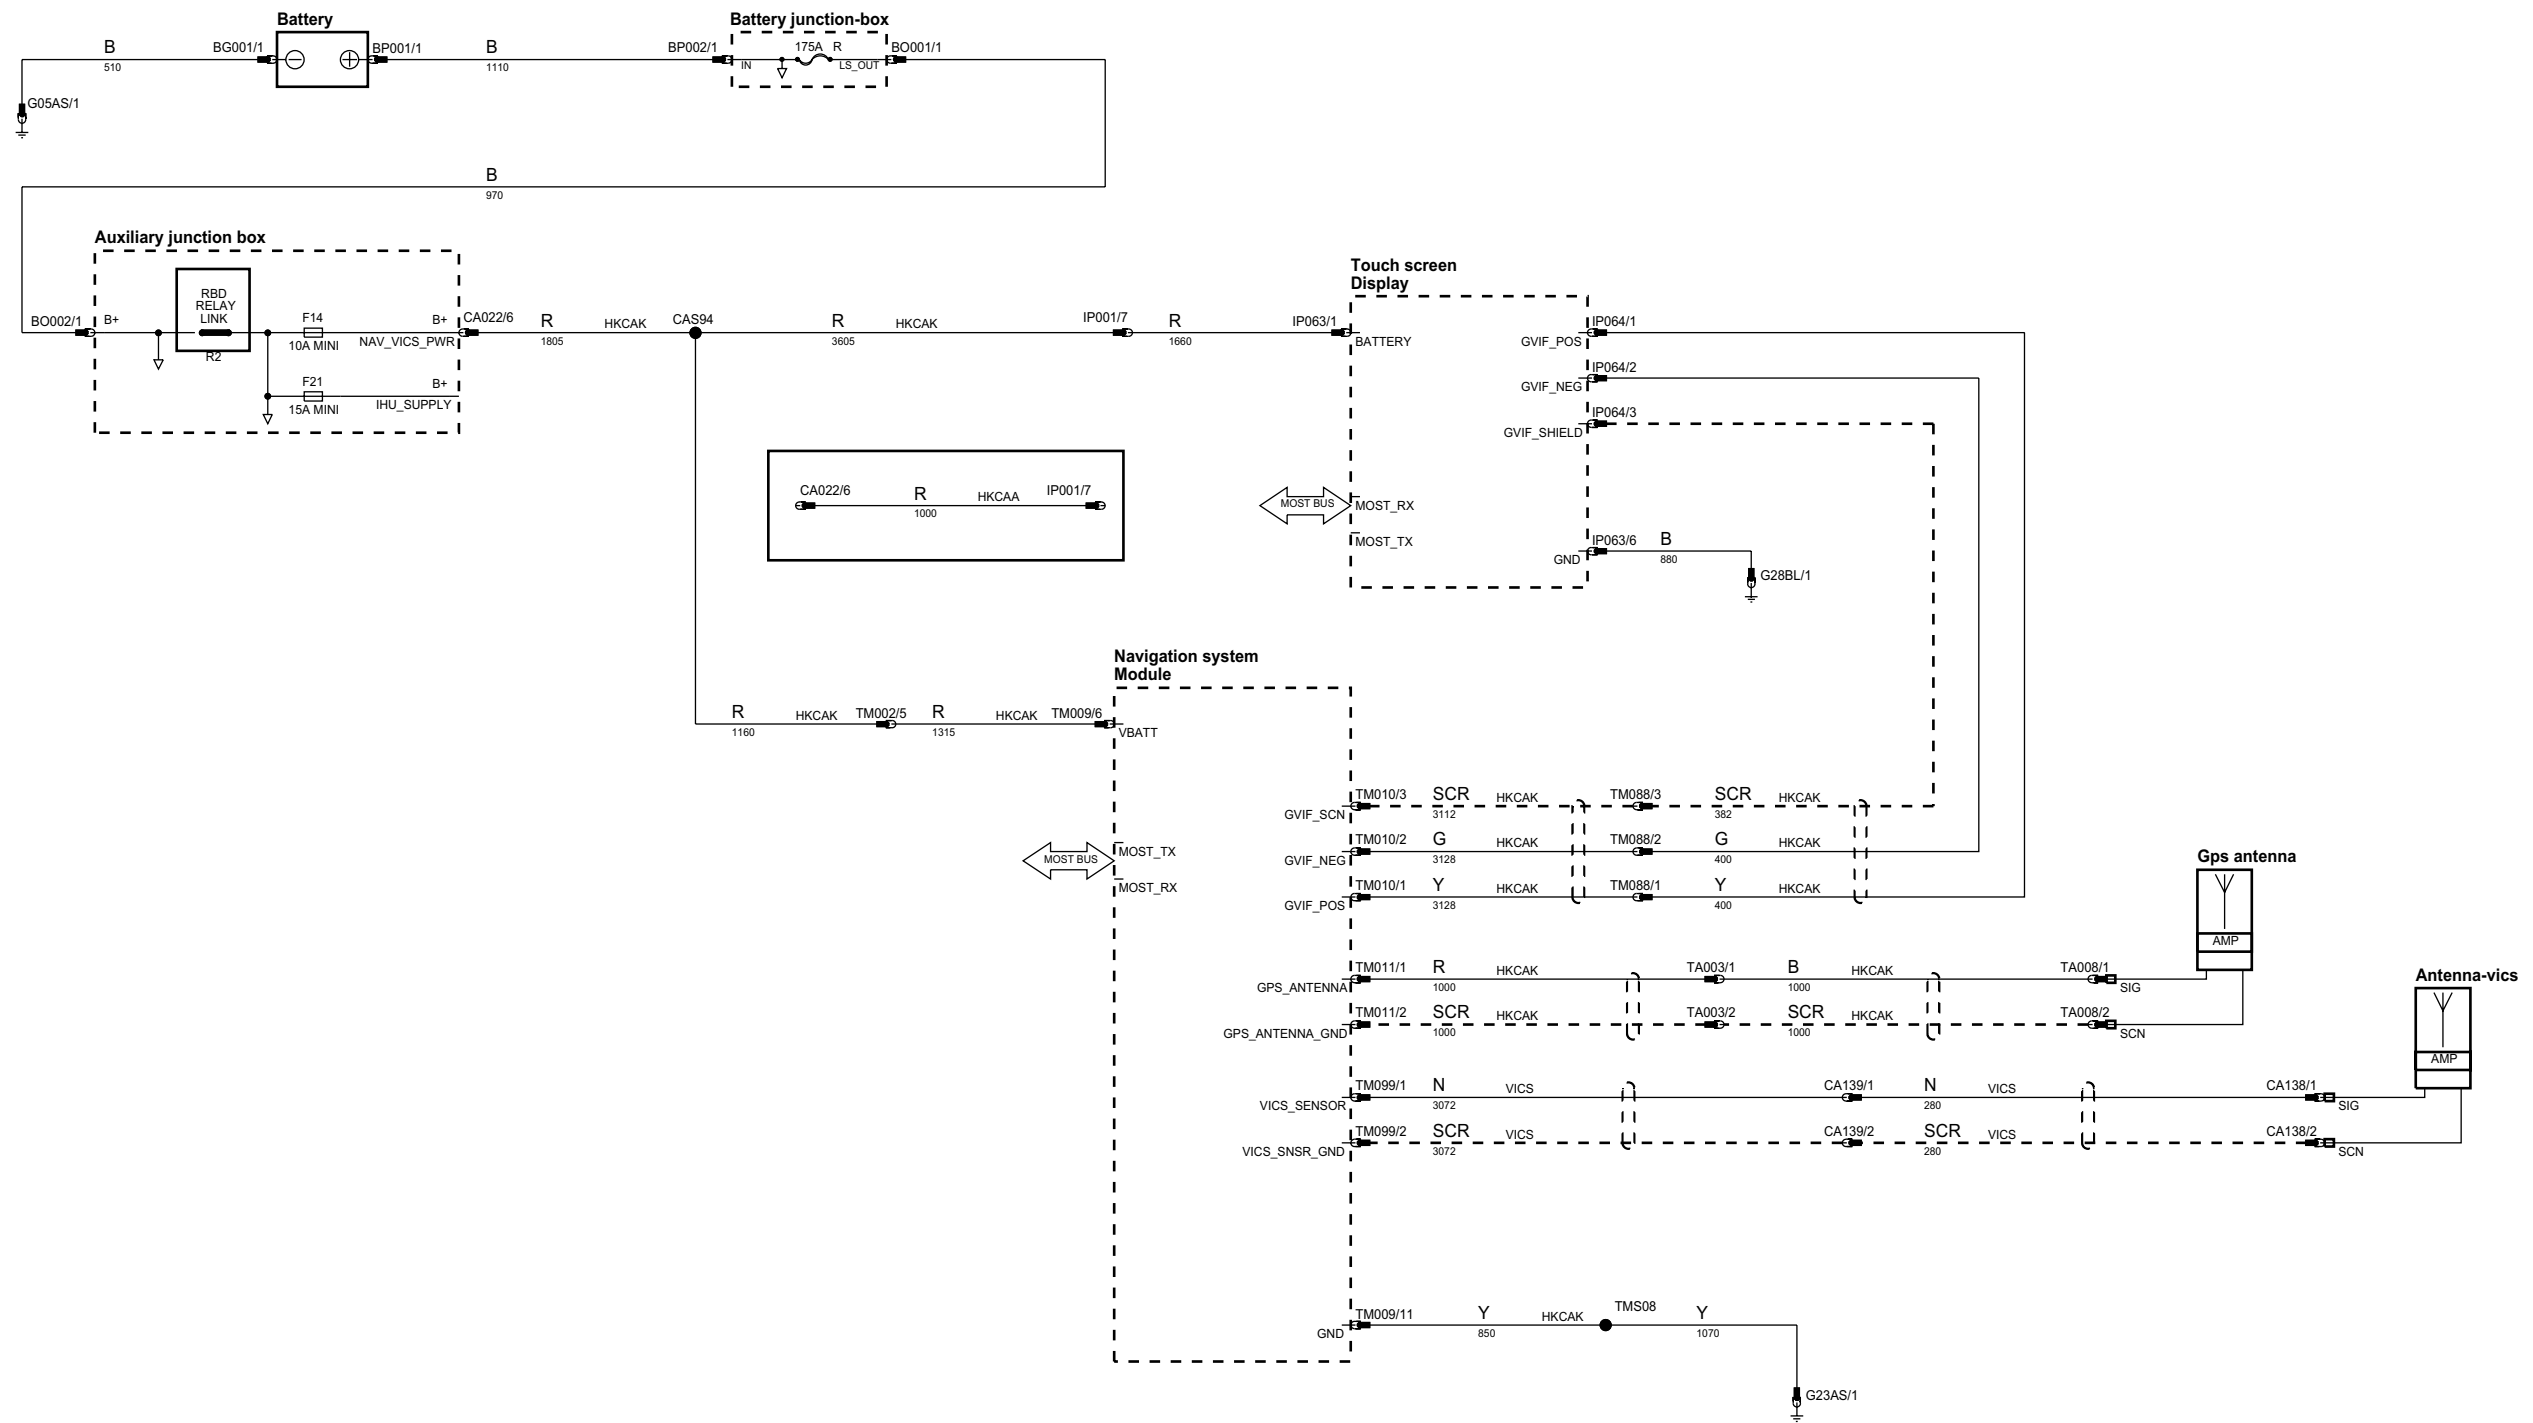 Battery
Battery junction-box
B
510
BG001/1
BP001/1
B
1110
BP002/1
175A R
IN
LS_OUT
BO001/1
G05AS/1
B
970
Auxiliary junction box
RBD
RELAY
LINK
R2
BO002/1
B+
F14
10A MINI
B+
NAV_VICS_PWR
CA022/6
R
1805
HKCAK
CAS94
R
3605
HKCAK
IP001/7
R
1660
IP063/1
F21
15A MINI
B+
IHU_SUPPLY
Touch screen
Display
BATTERY
GVIF_POS
IP064/1
GVIF_NEG
IP064/2
GVIF_SHIELD
IP064/3
MOST BUS
MOST_RX
MOST_TX
GND
IP063/6
B
880
G28BL/1
CA022/6
R
1000
HKCAA
IP001/7
Navigation system
Module
R
1160
HKCAK
TM002/5
R
1315
HKCAK
TM009/6
VBATT
MOST BUS
MOST_TX
MOST_RX
GVIF_SCN
TM010/3
SCR
3112
HKCAK
TM088/3
SCR
382
HKCAK
GVIF_NEG
TM010/2
G
3128
HKCAK
TM088/2
G
400
HKCAK
GVIF_POS
TM010/1
Y
3128
HKCAK
TM088/1
Y
400
HKCAK
Gps antenna
AMP
GPS_ANTENNA
TM011/1
R
1000
HKCAK
TA003/1
B
1000
HKCAK
TA008/1
SIG
GPS_ANTENNA_GND
TM011/2
SCR
1000
HKCAK
TA003/2
SCR
1000
HKCAK
TA008/2
SCN
Antenna-vics
AMP
VICS_SENSOR
TM099/1
N
3072
VICS
CA139/1
N
280
VICS
CA138/1
SIG
VICS_SNSR_GND
TM099/2
SCR
3072
VICS
CA139/2
SCR
280
VICS
CA138/2
SCN
GND
TM009/11
Y
850
HKCAK
TMS08
Y
1070
G23AS/1